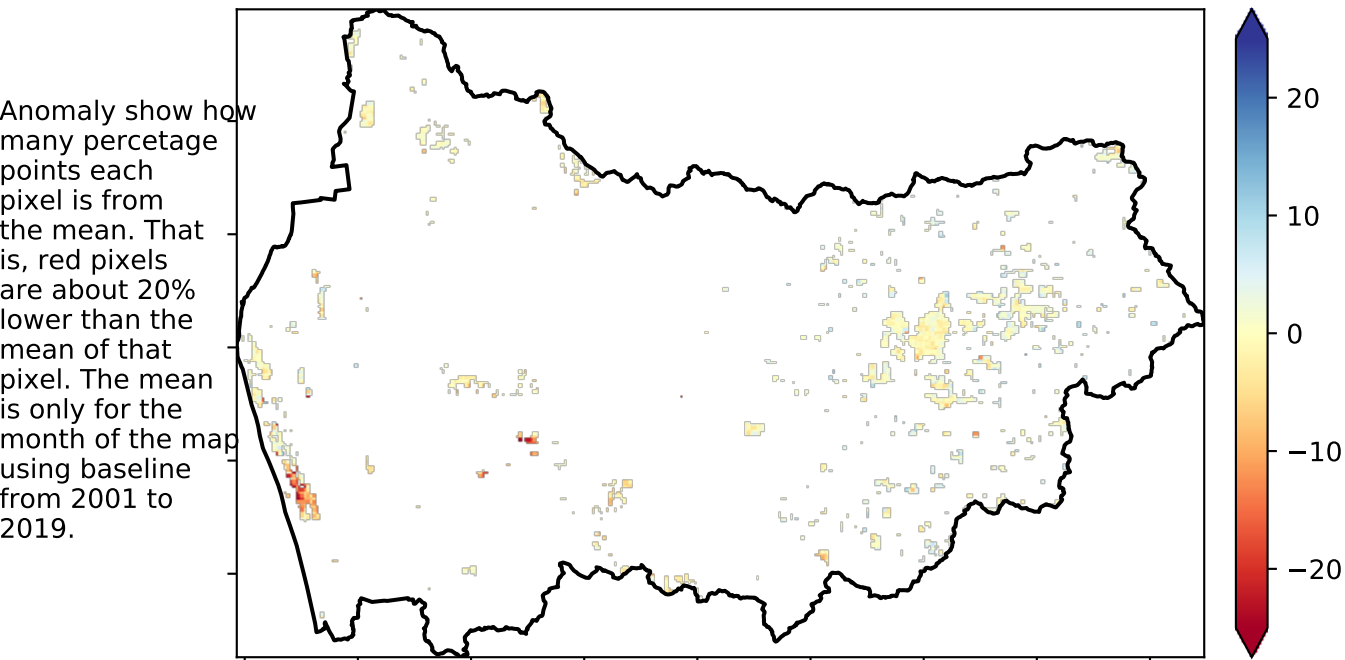 Anomaly show how
many percetage
points each
pixel is from
the mean. That
is, red pixels
are about 20%
lower than the
mean of that
pixel. The mean
is only for the
month of the map
using baseline
from 2001 to
2019.
20
10
0
−10
−20